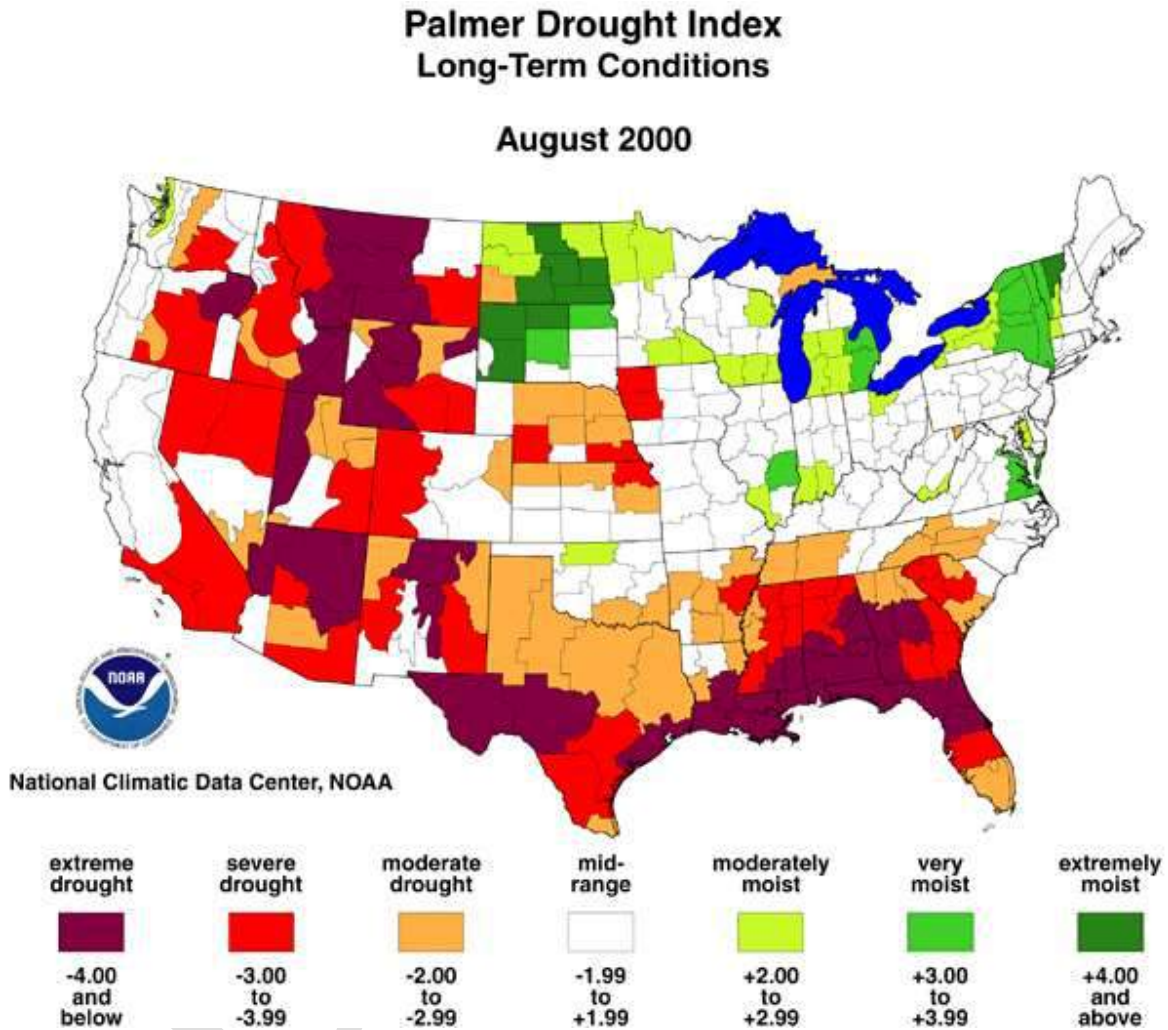 Palmer Drought Index
Long-Term Conditions
August 2000
NOAA
National Climatic Data Center, NOAA
extreme drought
severe drought
moderate drought
mid-range
moderately moist
very moist
extremely moist
-4.00 and below
-3.00 to -3.99
-2.00 to -2.99
-1.99 to +1.99
+2.00 to +2.99
+3.00 to +3.99
+4.00 and above